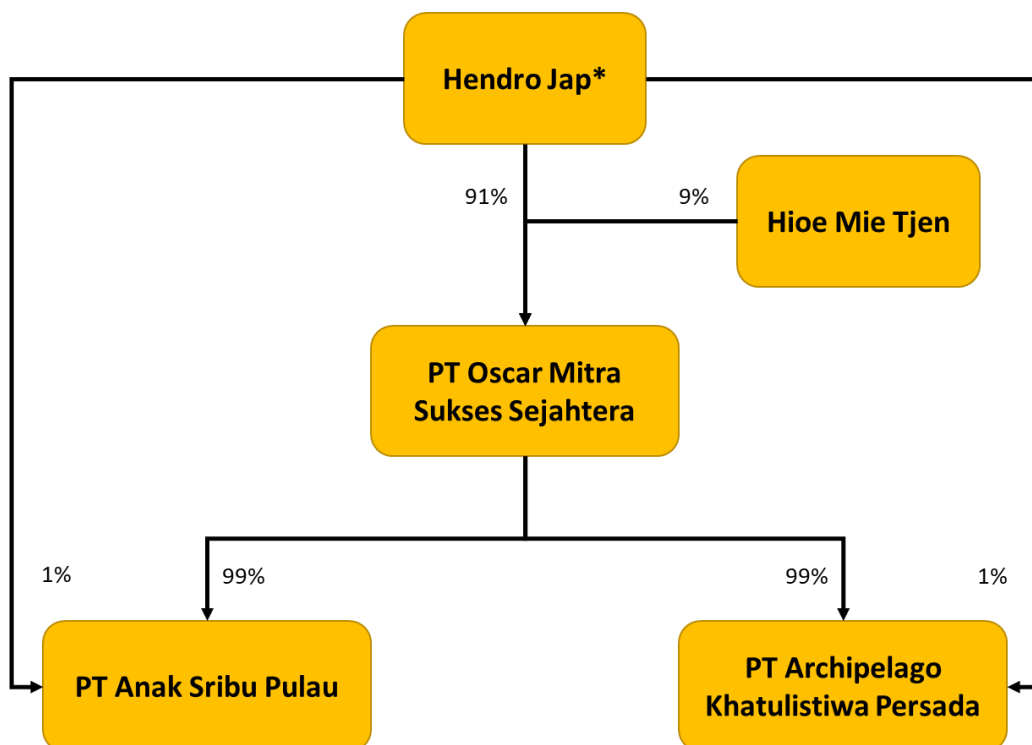 Hendro Jap*
91%
9%
Hioe Mie Tjen
PT Oscar Mitra
Sukses Sejahtera
1%
99%
99%
1%
PT Anak Sribu Pulau
PT Archipelago
Khatulistiwa Persada